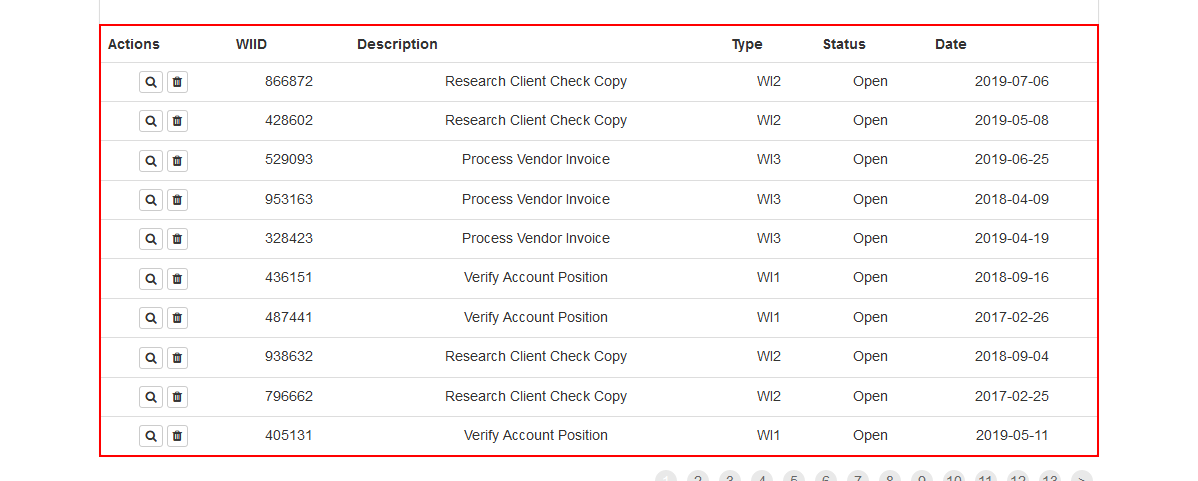 Actions WIID Description Type Status Date
866872 Research Client Check Copy WI2 Open 2019-07-06
428602 Research Client Check Copy WI2 Open 2019-05-08
529093 Process Vendor Invoice WI3 Open 2019-06-25
953163 Process Vendor Invoice WI3 Open 2018-04-09
328423 Process Vendor Invoice WI3 Open 2019-04-19
436151 Verify Account Position WI1 Open 2018-09-16
487441 Verify Account Position WI1 Open 2017-02-26
938632 Research Client Check Copy WI2 Open 2018-09-04
796662 Research Client Check Copy WI2 Open 2017-02-25
405131 Verify Account Position WI1 Open 2019-05-11
1 2 3 4 5 6 7 8 9 10 11 12 13 >